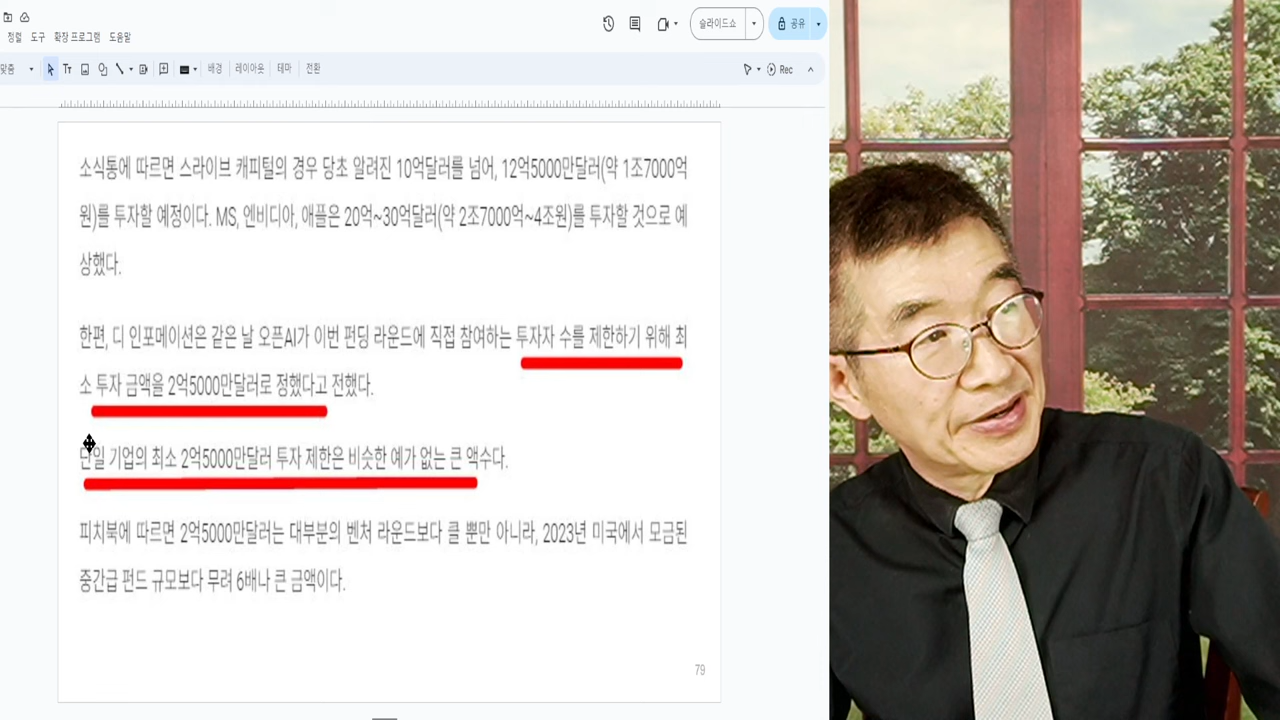 정렬 도구 확장 프로그램 도움말
슬라이드쇼
공유
맞춤
Tт
배경 레이아웃 테마 전환
Rec
소식통에 따르면 스라이브 캐피털의 경우 당초 알려진 10억달러를 넘어, 12억5000만달러(약 1조7000억
원)를 투자할 예정이다. MS, 엔비디아, 애플은 20억~30억달러(약 2조7000억~4조원)를 투자할 것으로 예
상했다.
한편, 디 인포메이션은 같은 날 오픈AI가 이번 펀딩 라운드에 직접 참여하는 투자자 수를 제한하기 위해 최
소 투자 금액을 2억5000만달러로 정했다고 전했다.
단일 기업의 최소 2억5000만달러 투자 제한은 비슷한 예가 없는 큰 액수다.
피치북에 따르면 2억5000만달러는 대부분의 벤처 라운드보다 클 뿐만 아니라, 2023년 미국에서 모금된
중간급 펀드 규모보다 무려 6배나 큰 금액이다.
79